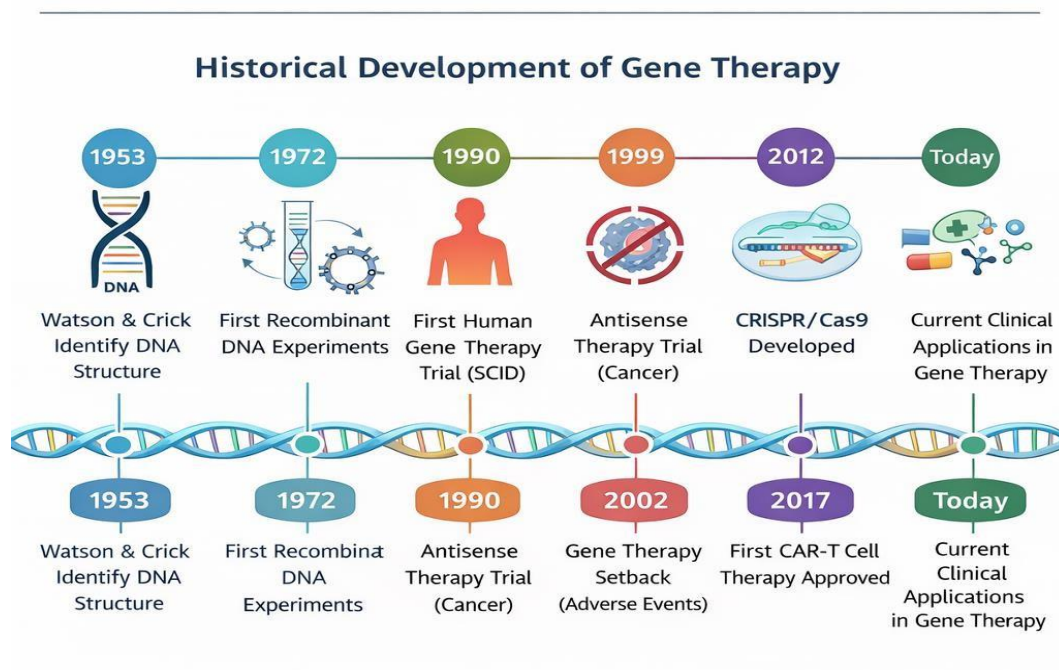 Historical Development of Gene Therapy
1953
1972
1990
1999
2012
Today
DNA
Watson & Crick
Identify DNA
Structure
First Recombinant
DNA Experiments
First Human
Gene Therapy
Trial (SCID)
Antisense
Therapy Trial
(Cancer)
CRISPR/Cas9
Developed
Current Clinical
Applications in
Gene Therapy
1953
1972
1990
2002
2017
Today
Watson & Crick
Identify DNA
Structure
First Recombinat
DNA
Experiments
Antisense
Therapy Trial
(Cancer)
Gene Therapy
Setback
(Adverse Events)
First CAR-T Cell
Therapy Approved
Current
Clinical
Applications
in Gene Therapy